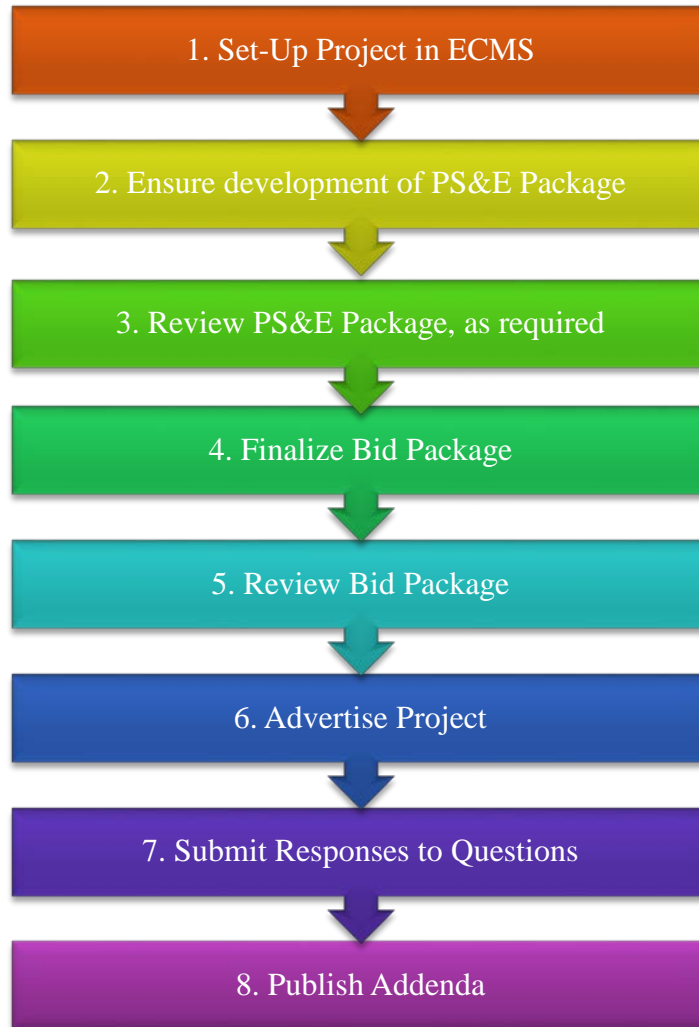 1. Set-Up Project in ECMS
2. Ensure development of PS&E Package
3. Review PS&E Package, as required
4. Finalize Bid Package
5. Review Bid Package
6. Advertise Project
7. Submit Responses to Questions
8. Publish Addenda